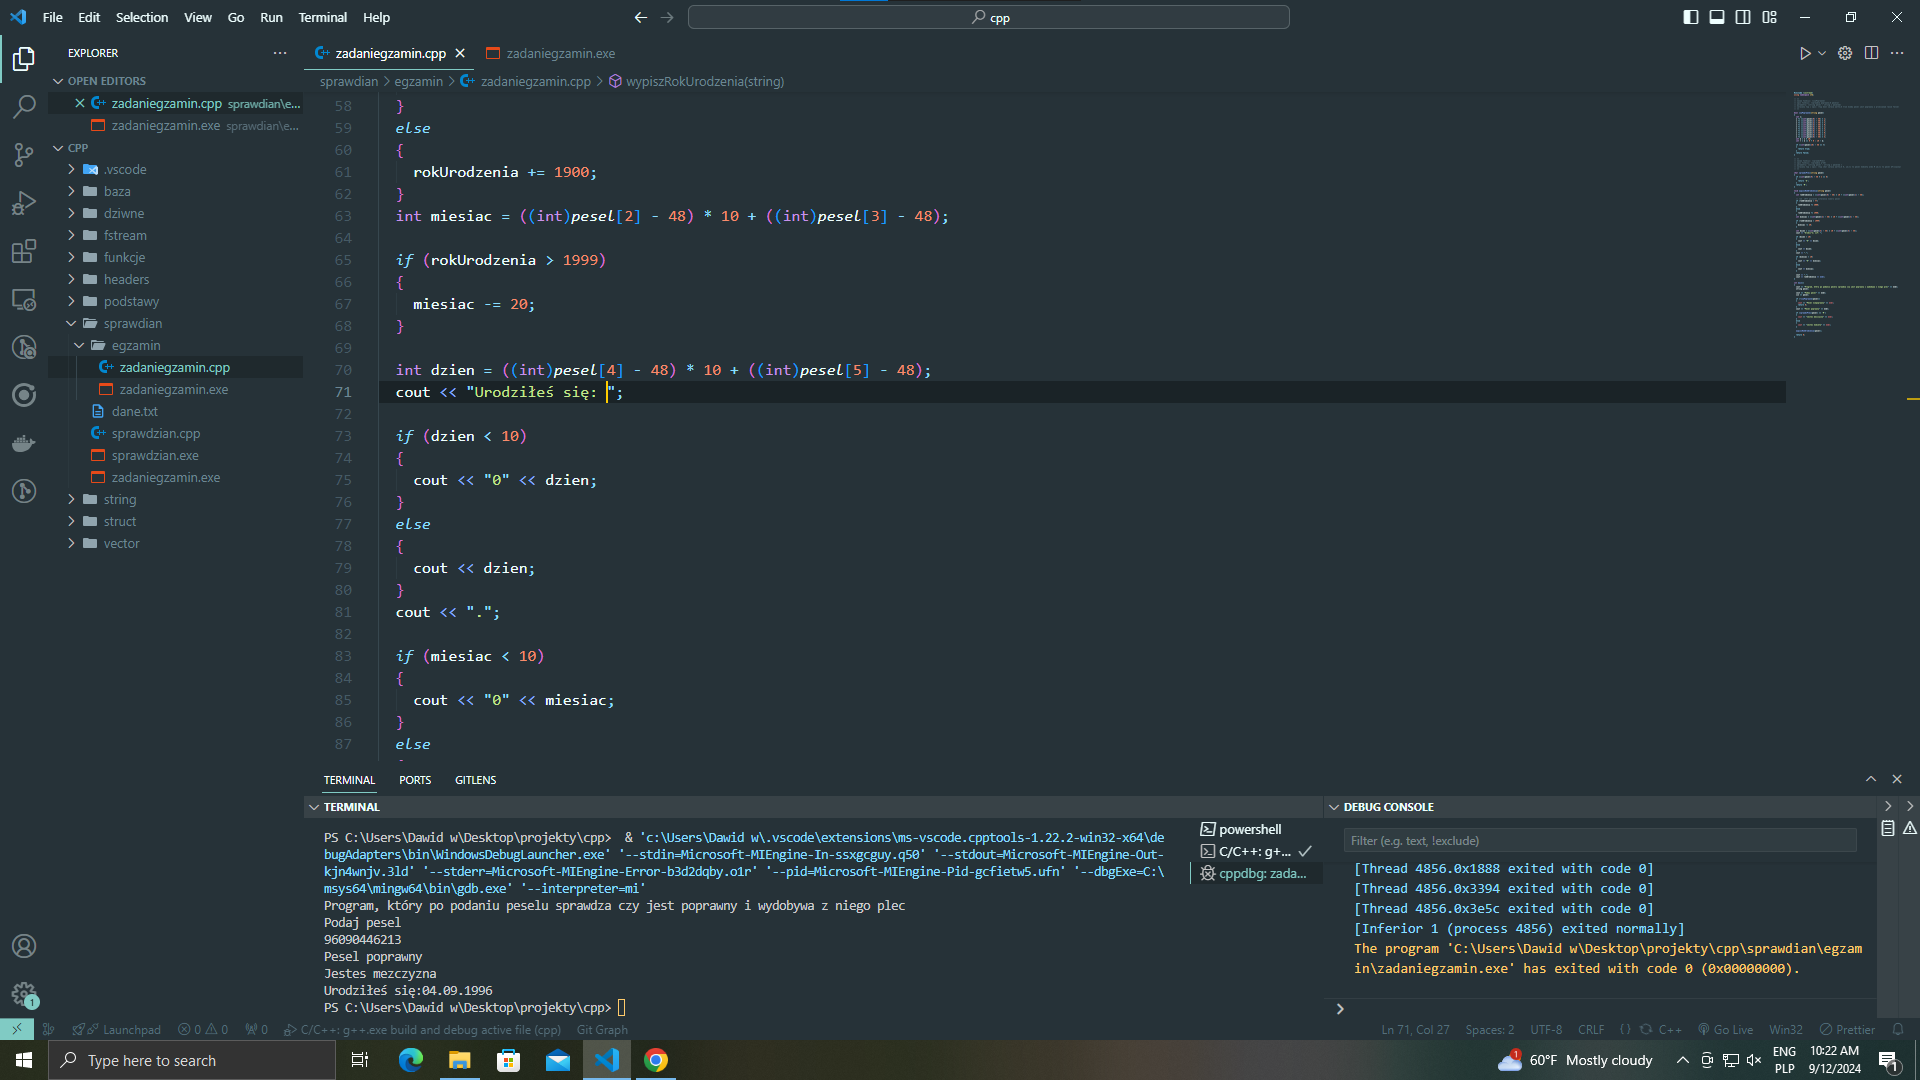 File Edit Selection View Go Run Terminal Help
cpp
EXPLORER
OPEN EDITORS
zadaniegzamin.cpp sprawdian\e...
zadaniegzamin.exe sprawdian\e...
CPP
.vscode
baza
dziwne
fstream
funkcje
headers
podstawy
sprawdian
egzamin
zadaniegzamin.cpp
zadaniegzamin.exe
dane.txt
sprawdzian.cpp
sprawdzian.exe
zadaniegzamin.exe
string
struct
vector
zadaniegzamin.cpp zadaniegzamin.exe
sprawdian > egzamin > zadaniegzamin.cpp > wypiszRokUrodzenia(string)
58 }
59 else
60 {
61 rokUrodzenia += 1900;
62 }
63 int miesiac = ((int)pesel[2] - 48) * 10 + ((int)pesel[3] - 48);
64
65 if (rokUrodzenia > 1999)
66 {
67 miesiac -= 20;
68 }
69
70 int dzien = ((int)pesel[4] - 48) * 10 + ((int)pesel[5] - 48);
71 cout << "Urodziłeś się: ";
72
73 if (dzien < 10)
74 {
75 cout << "0" << dzien;
76 }
77 else
78 {
79 cout << dzien;
80 }
81 cout << ".";
82
83 if (miesiac < 10)
84 {
85 cout << "0" << miesiac;
86 }
87 else
TERMINAL PORTS GITLENS
TERMINAL
PS C:\Users\Dawid w\Desktop\projekty\cpp> & 'c:\Users\Dawid w\.vscode\extensions\ms-vscode.cpptools-1.22.2-win32-x64\de
bugAdapters\bin\WindowsDebugLauncher.exe' '--stdin=Microsoft-MIEngine-In-ssxgcguy.q50' '--stdout=Microsoft-MIEngine-Out-
kjn4wnjv.3ld' '--stderr=Microsoft-MIEngine-Error-b3d2dqby.o1r' '--pid=Microsoft-MIEngine-Pid-gcfietw5.ufn' '--dbgExe=C:\
msys64\mingw64\bin\gdb.exe' '--interpreter=mi'
Program, który po podaniu peselu sprawdza czy jest poprawny i wydobywa z niego plec
Podaj pesel
96090446213
Pesel poprawny
Jestes mezczyzna
Urodziłeś się:04.09.1996
PS C:\Users\Dawid w\Desktop\projekty\cpp>
powershell
C/C++: g+...
cppdbg: zada...
DEBUG CONSOLE
Filter (e.g. text, !exclude)
[Thread 4856.0x1888 exited with code 0]
[Thread 4856.0x3394 exited with code 0]
[Thread 4856.0x3e5c exited with code 0]
[Inferior 1 (process 4856) exited normally]
The program 'C:\Users\Dawid w\Desktop\projekty\cpp\sprawdian\egzam
in\zadaniegzamin.exe' has exited with code 0 (0x00000000).
1
Launchpad 0 0 0 C/C++: g++.exe build and debug active file (cpp) Git Graph
Ln 71, Col 27 Spaces: 2 UTF-8 CRLF {} C++ Go Live Win32 Prettier
Type here to search
1
60°F Mostly cloudy
ENG
PLP
10:22 AM
9/12/2024
1